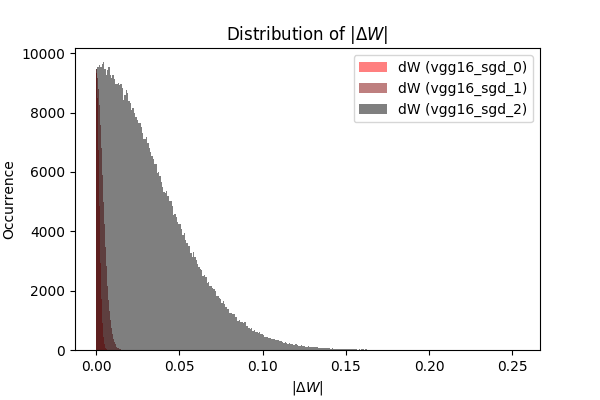 Distribution of |ΔW|
10000
8000
6000
4000
2000
0
Occurrence
dW (vgg16_sgd_0)
dW (vgg16_sgd_1)
dW (vgg16_sgd_2)
0.00 0.05 0.10 0.15 0.20 0.25
|ΔW|